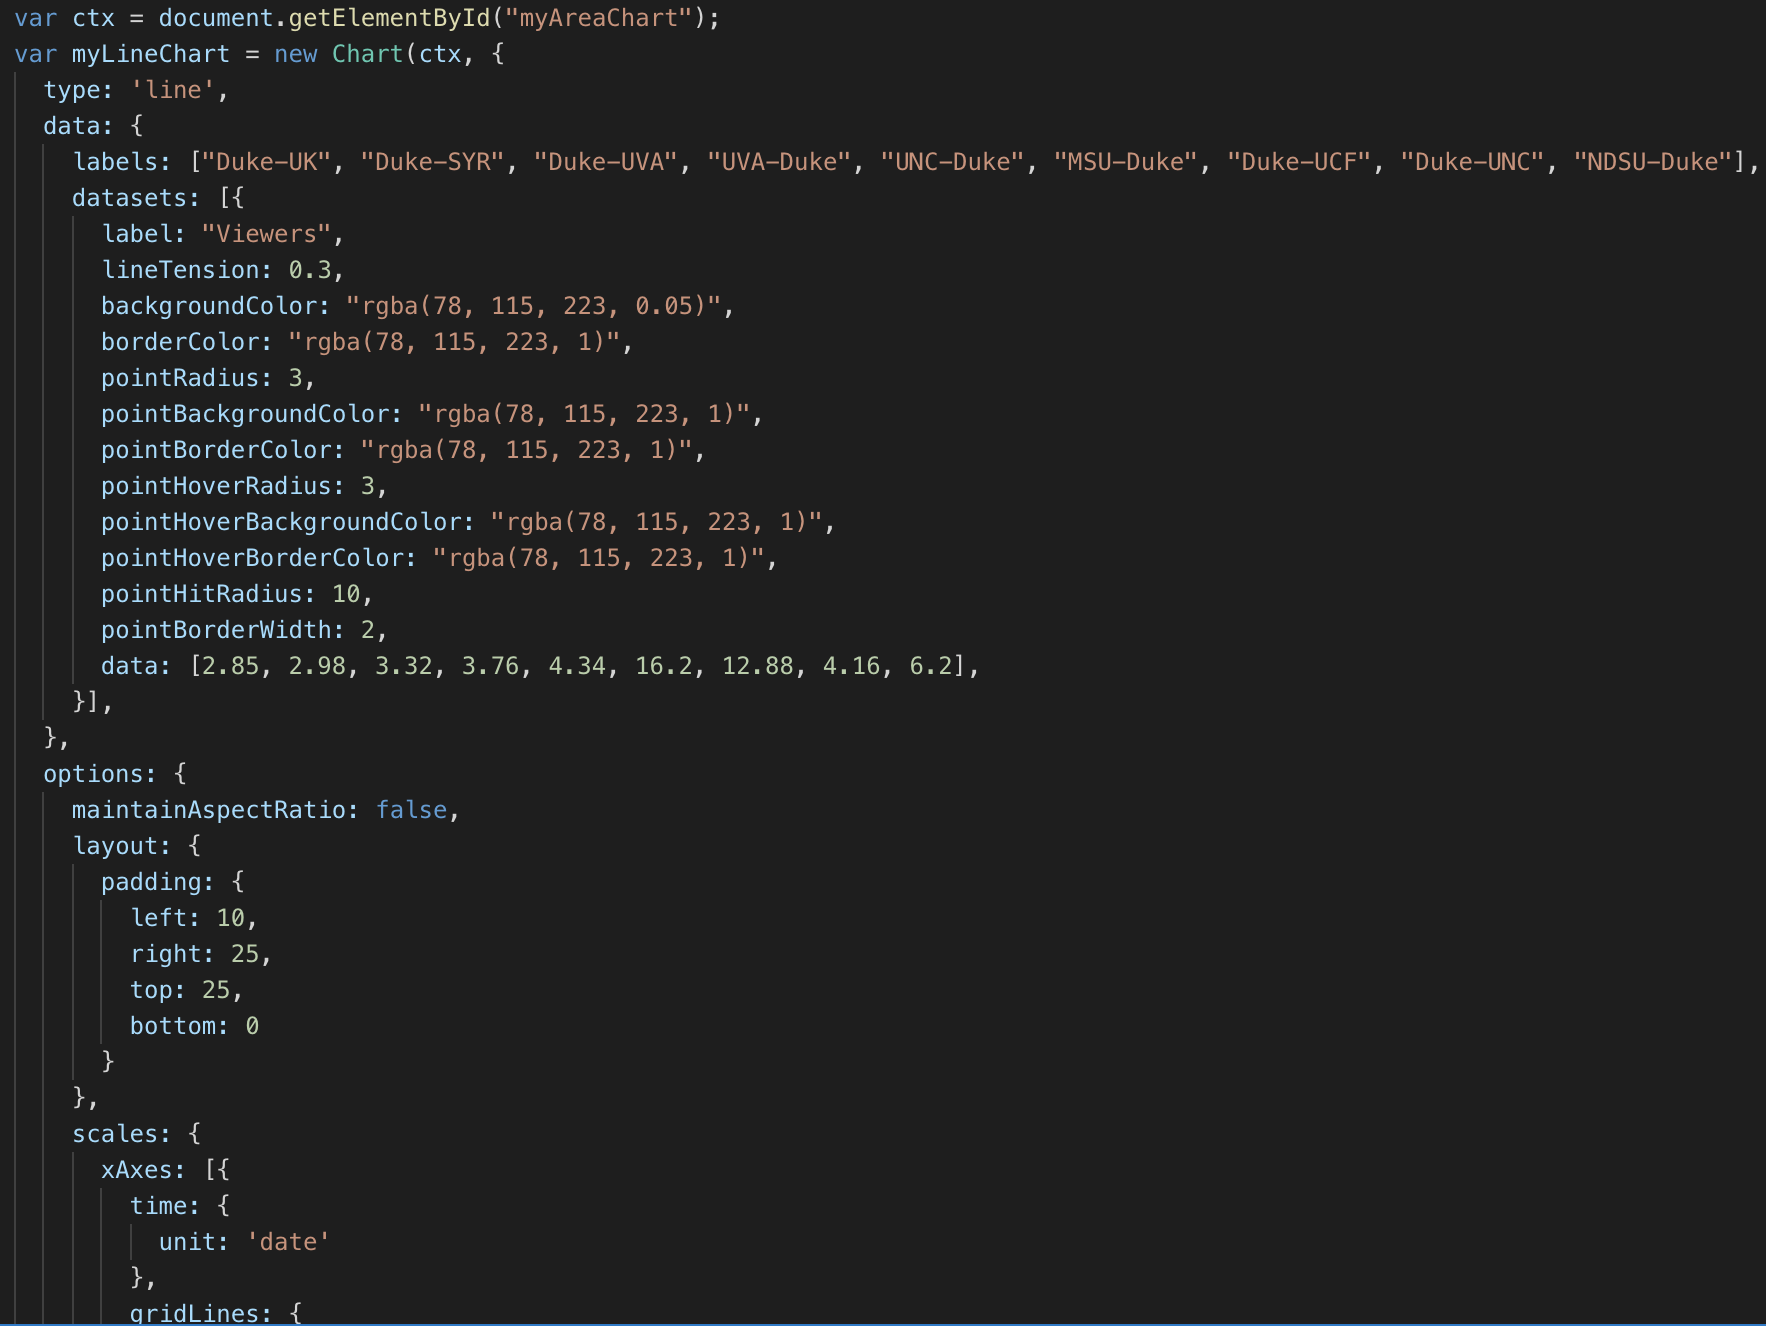 var ctx = document.getElementById("myAreaChart");
var myLineChart = new Chart(ctx, {
  type: 'line',
  data: {
    labels: ["Duke-UK", "Duke-SYR", "Duke-UVA", "UVA-Duke", "UNC-Duke", "MSU-Duke", "Duke-UCF", "Duke-UNC", "NDSU-Duke"],
    datasets: [{
      label: "Viewers",
      lineTension: 0.3,
      backgroundColor: "rgba(78, 115, 223, 0.05)",
      borderColor: "rgba(78, 115, 223, 1)",
      pointRadius: 3,
      pointBackgroundColor: "rgba(78, 115, 223, 1)",
      pointBorderColor: "rgba(78, 115, 223, 1)",
      pointHoverRadius: 3,
      pointHoverBackgroundColor: "rgba(78, 115, 223, 1)",
      pointHoverBorderColor: "rgba(78, 115, 223, 1)",
      pointHitRadius: 10,
      pointBorderWidth: 2,
      data: [2.85, 2.98, 3.32, 3.76, 4.34, 16.2, 12.88, 4.16, 6.2],
    }],
  },
  options: {
    maintainAspectRatio: false,
    layout: {
      padding: {
        left: 10,
        right: 25,
        top: 25,
        bottom: 0
      }
    },
    scales: {
      xAxes: [{
        time: {
          unit: 'date'
        },
        gridLines: {